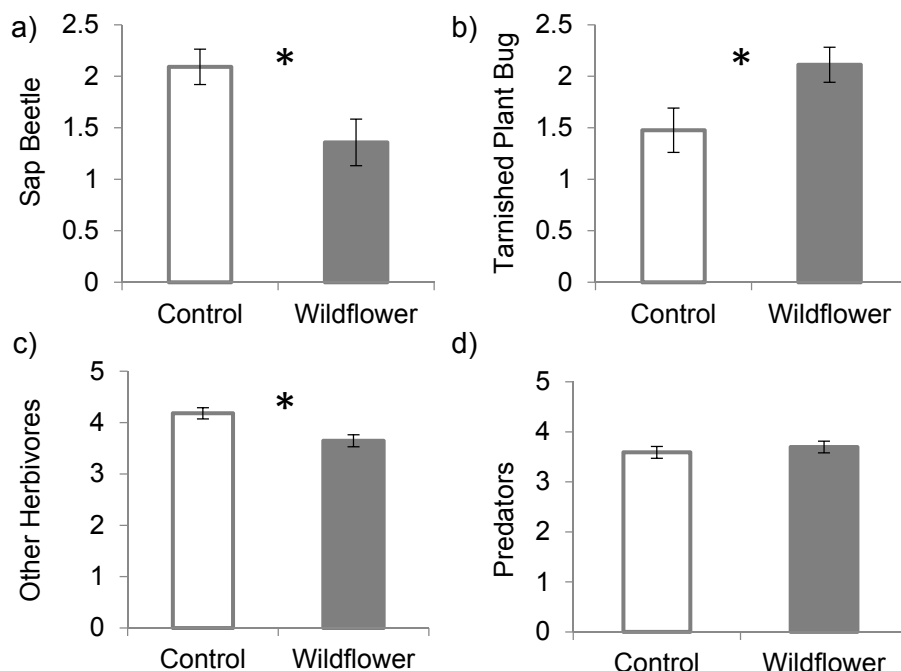 a)
Sap Beetle
2.5
2
1.5
1
0.5
0
*
Control
Wildflower
b)
Tarnished Plant Bug
2.5
2
1.5
1
0.5
0
*
Control
Wildflower
c)
Other Herbivores
5
4
3
2
1
0
*
Control
Wildflower
d)
Predators
5
4
3
2
1
0
Control
Wildflower